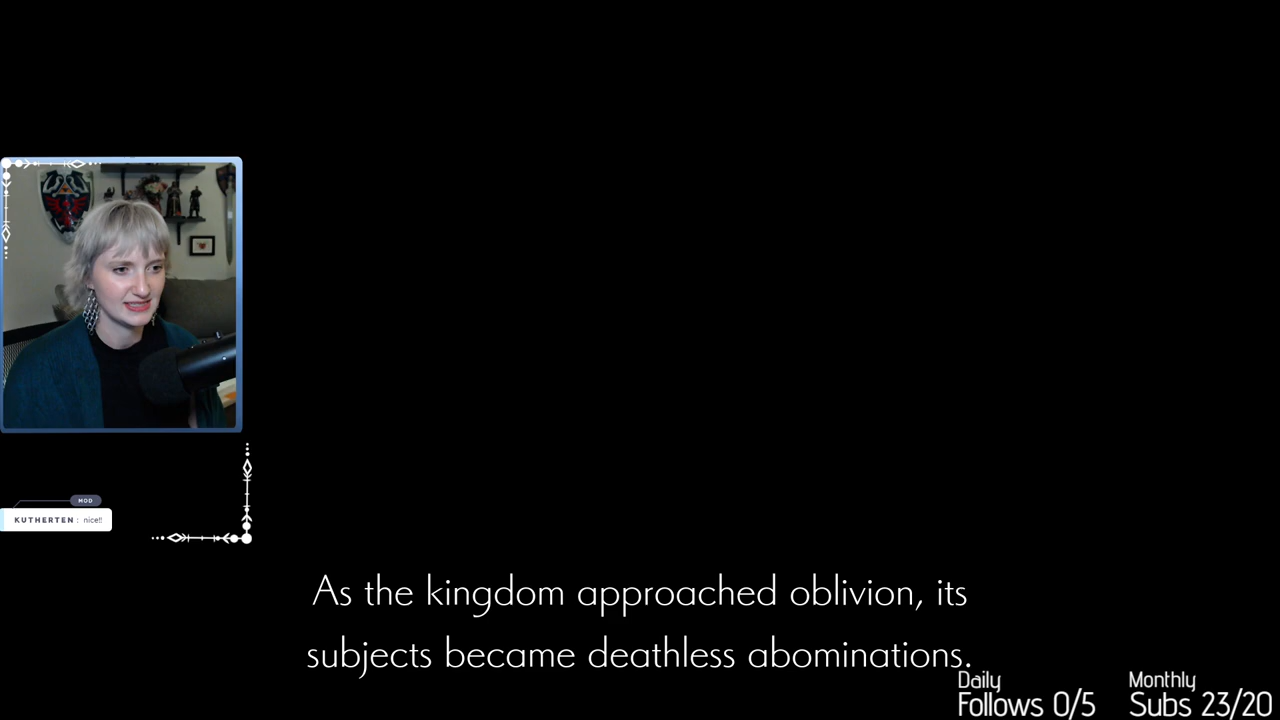 MOD
KUTHERTEN : nice!!
As the kingdom approached oblivion, its
subjects became deathless abominations.
Daily
Follows 0/5
Monthly
Subs 23/20